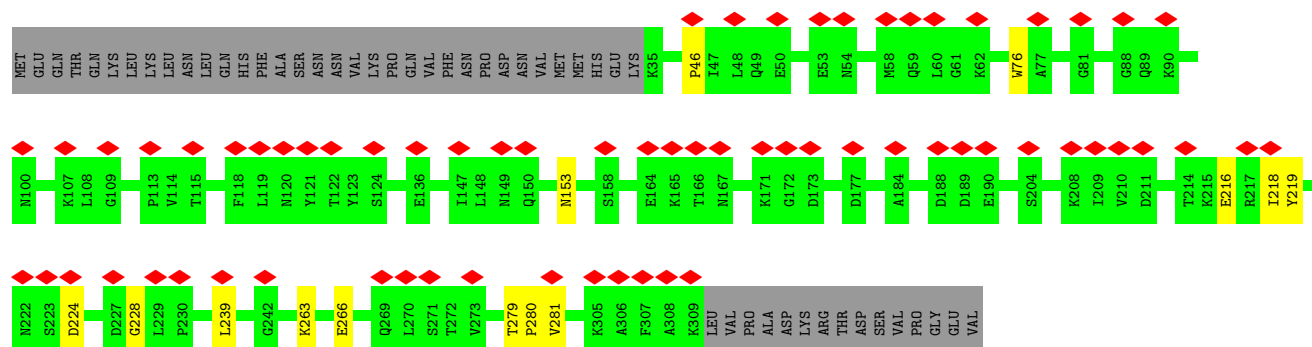 MET GLU GLN THR GLN LYS LEU LYS LEU ASN LEU GLN HIS PHE ALA SER ASN ASN VAL LYS PRO GLN VAL PHE ASN PRO ASP ASN VAL MET MET HIS GLU LYS K35 P46 I47 L48 Q49 E50 E53 N54 M58 Q59 L60 G61 K62 W76 A77 G81 G88 Q89 K90
N100 K107 L108 G109 P113 V114 T115 F118 L119 N120 Y121 T122 Y123 S124 E136 I147 L148 N149 Q150 N153 S158 E164 K165 T166 N167 K171 G172 D173 D177 A184 D188 D189 E190 S204 K208 I209 V210 D211 T214 K215 E216 R217 I218 Y219
N222 S223 D224 D227 G228 L229 P230 L239 G242 K263 E266 Q269 L270 S271 T272 V273 T279 P280 V281 K305 A306 F307 A308 K309 LEU VAL PRO ALA ASP LYS ARG THR ASP SER VAL PRO GLY GLU VAL